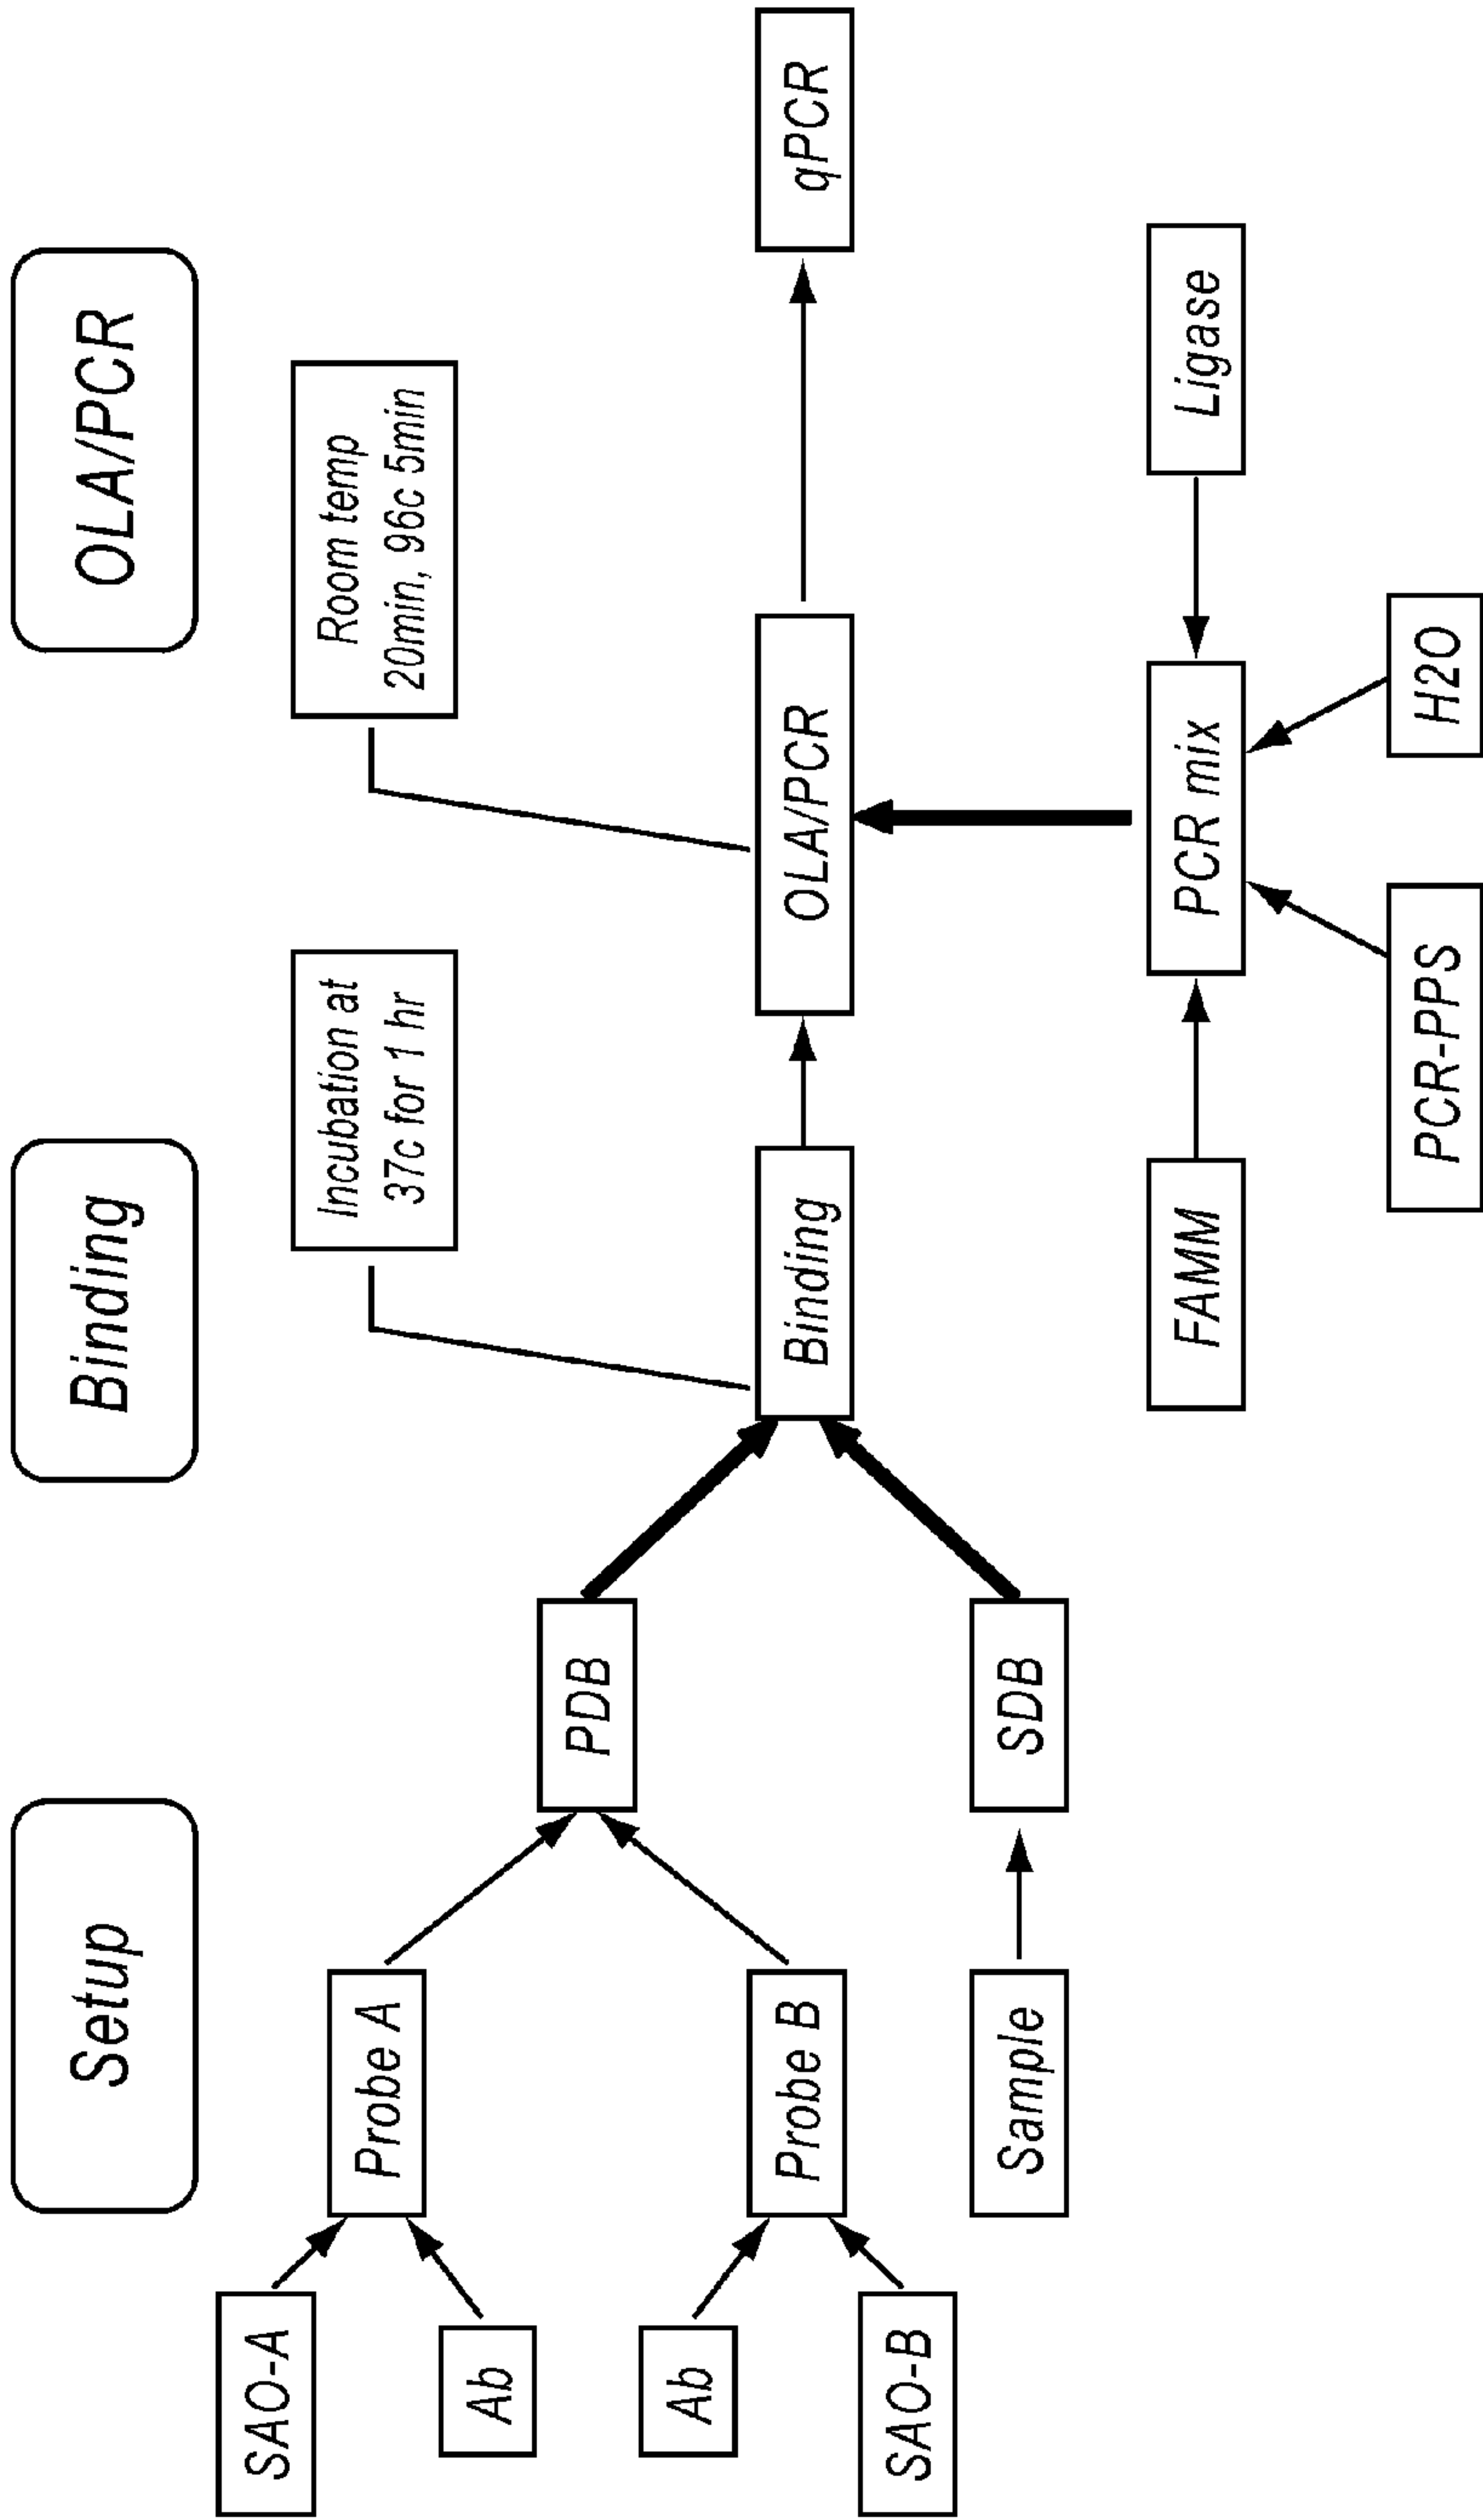 Setup
Binding
OLA/PCR
SAO-A
Ab
Ab
SAO-B
Probe A
Probe B
Sample
PDB
SDB
Incubation at
37c for 1 hr
Binding
Room temp
20min, 96c 5min
OLA/PCR
qPCR
FAMM
PCR mix
Ligase
PCR-PPS
H2O